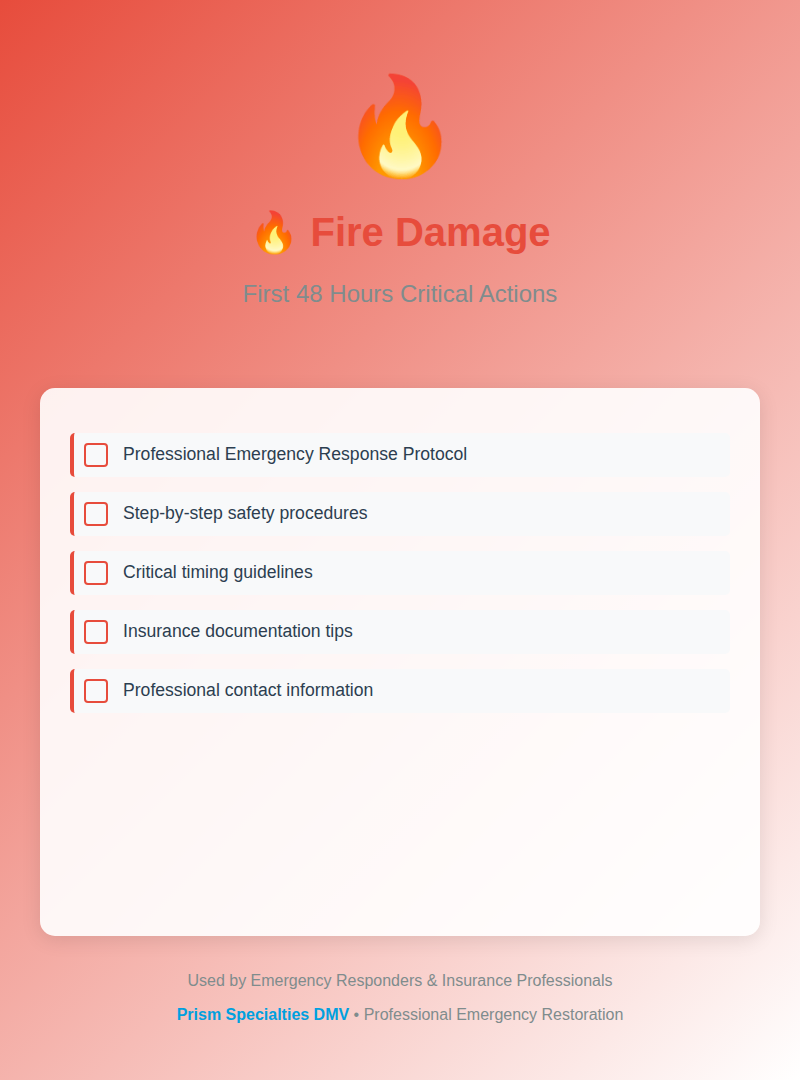 🔥 Fire Damage
First 48 Hours Critical Actions
Professional Emergency Response Protocol
Step-by-step safety procedures
Critical timing guidelines
Insurance documentation tips
Professional contact information
Used by Emergency Responders & Insurance Professionals
Prism Specialties DMV • Professional Emergency Restoration